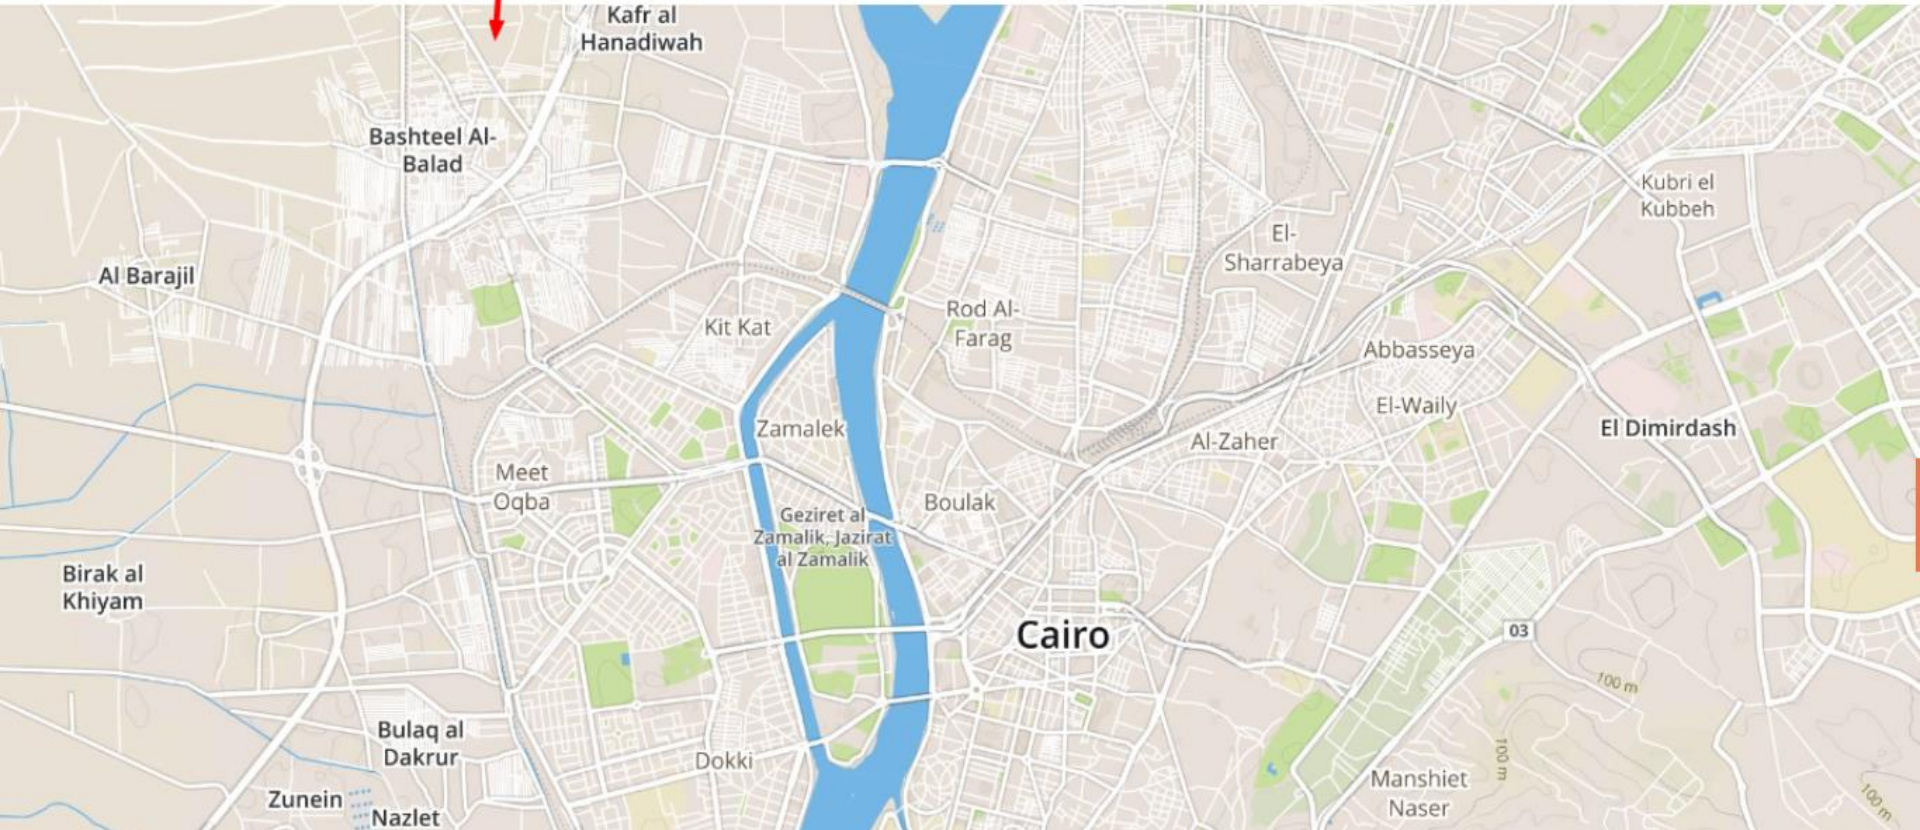 Kafr al
Hanadiwah
Bashteel Al-
Balad
Kubri el
Kubbeh
El-
Sharrabeya
Al Barajil
Rod Al-
Farag
Kit Kat
Abbasseya
El-Waily
Zamalek
El Dimirdash
Al-Zaher
Meet
Oqba
Boulak
Geziret al
Zamalik, Jazirat
al Zamalik
Birak al
Khiyam
Cairo
03
100 m
Bulaq al
Dakrur
100 m
Dokki
Manshiet
Naser
Zunein
100 m
Nazlet